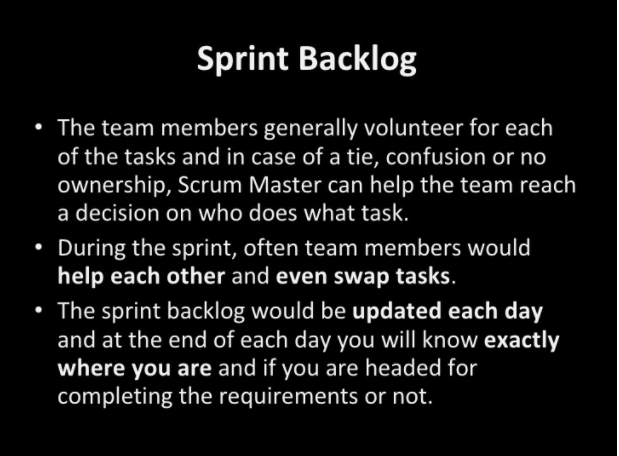 Sprint Backlog
• The team members generally volunteer for each
of the tasks and in case of a tie, confusion or no
ownership, Scrum Master can help the team reach
a decision on who does what task.
• During the sprint, often team members would
help each other and even swap tasks.
• The sprint backlog would be updated each day
and at the end of each day you will know exactly
where you are and if you are headed for
completing the requirements or not.